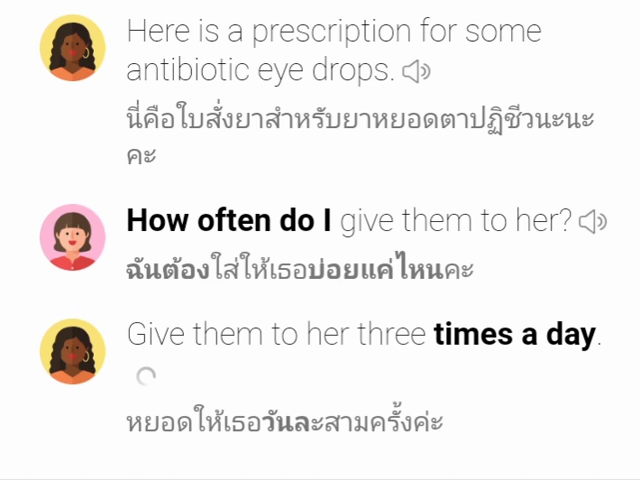 Here is a prescription for some
antibiotic eye drops.
นี่คือใบสั่งยาสำหรับยาหยอดตาปฏิชีวนะนะ
คะ
How often do I give them to her?
ฉันต้องใส่ให้เธอบ่อยแค่ไหนคะ
Give them to her three times a day.
หยอดให้เธอวันละสามครั้งค่ะ